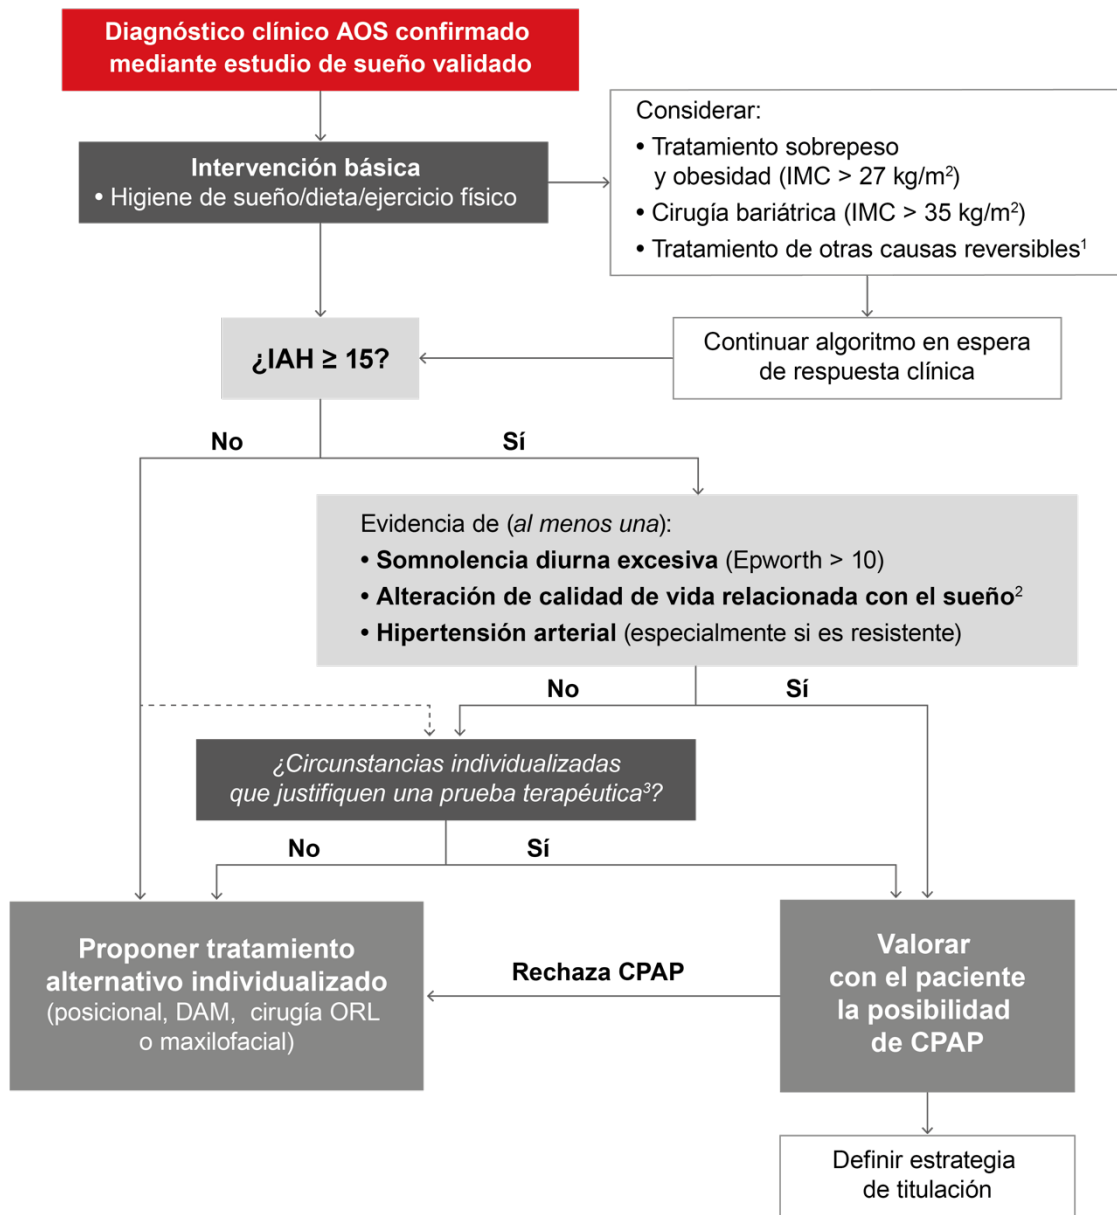 Diagnóstico clínico AOS confirmado
mediante estudio de sueño validado
Intervención básica
• Higiene de sueño/dieta/ejercicio físico
Considerar:
• Tratamiento sobrepeso
y obesidad (IMC > 27 kg/m²)
• Cirugía bariátrica (IMC > 35 kg/m²)
• Tratamiento de otras causas reversibles¹
¿IAH ≥ 15?
Continuar algoritmo en espera
de respuesta clínica
No
Sí
Evidencia de (al menos una):
• Somnolencia diurna excesiva (Epworth > 10)
• Alteración de calidad de vida relacionada con el sueño²
• Hipertensión arterial (especialmente si es resistente)
No
Sí
¿Circunstancias individualizadas
que justifiquen una prueba terapéutica³?
No
Sí
Proponer tratamiento
alternativo individualizado
(posicional, DAM, cirugía ORL
o maxilofacial)
Rechaza CPAP
Valorar
con el paciente
la posibilidad
de CPAP
Definir estrategia
de titulación